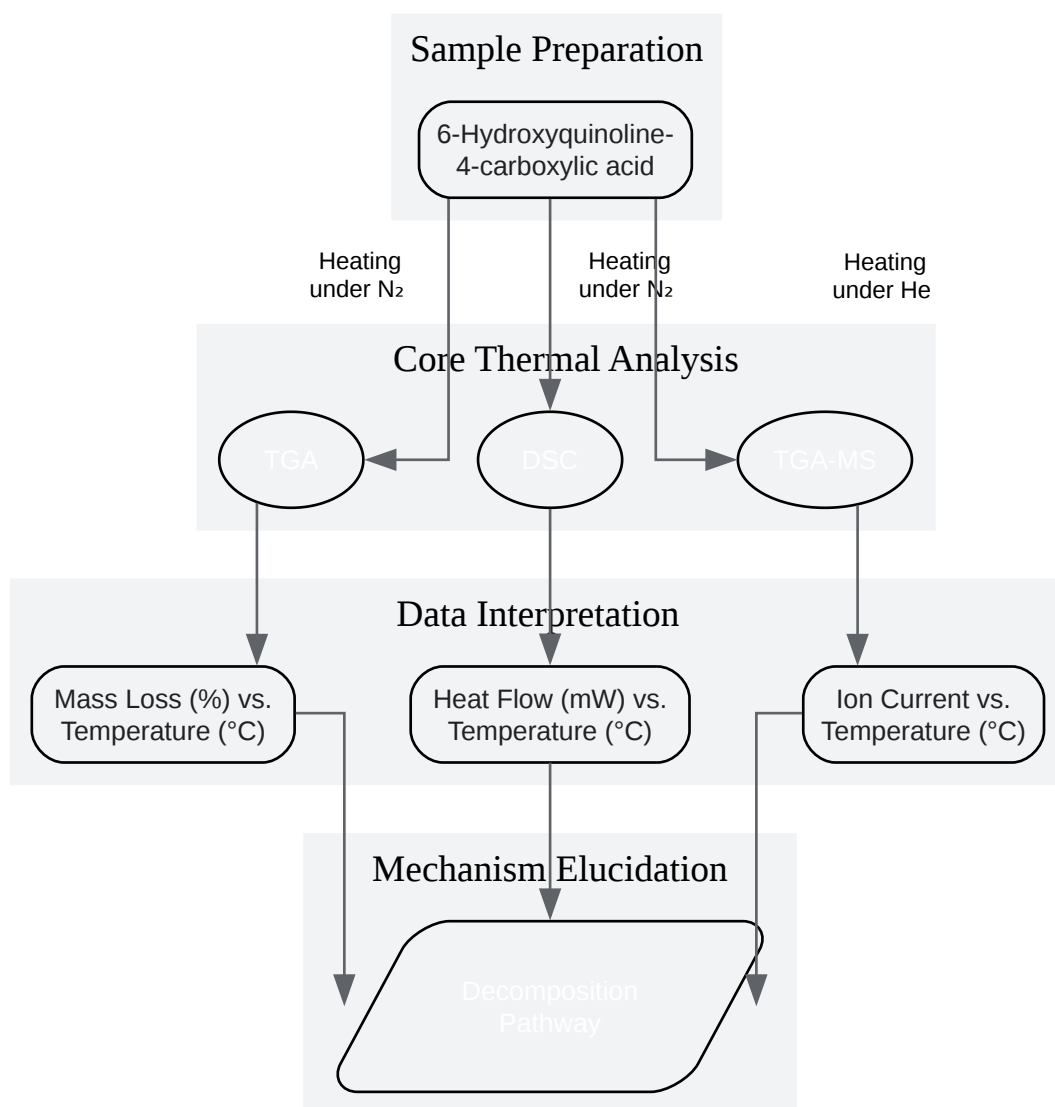 Sample Preparation
6-Hydroxyquinoline-
4-carboxylic acid
Heating
under N₂
Heating
under N₂
Heating
under He
Core Thermal Analysis
TGA
DSC
TGA-MS
Data Interpretation
Mass Loss (%) vs.
Temperature (°C)
Heat Flow (mW) vs.
Temperature (°C)
Ion Current vs.
Temperature (°C)
Mechanism Elucidation
Decomposition
Pathway